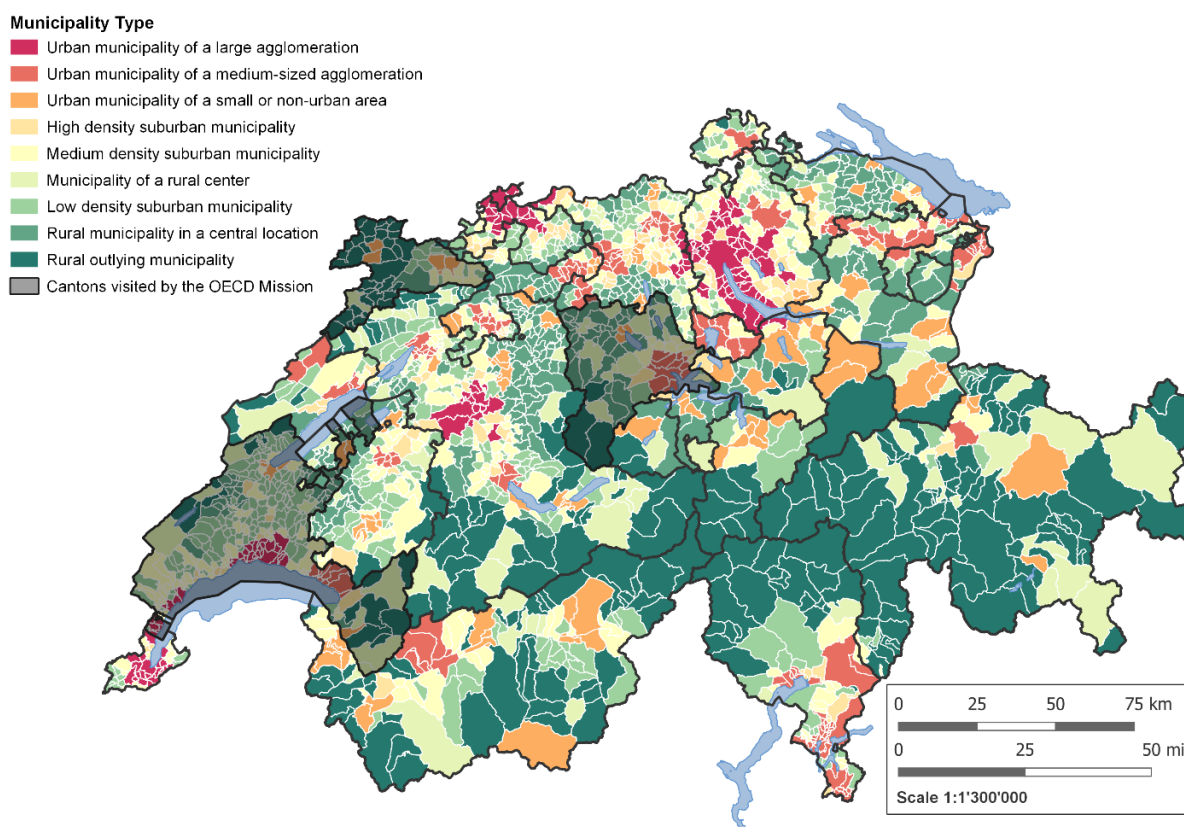 Municipality Type
Urban municipality of a large agglomeration
Urban municipality of a medium-sized agglomeration
Urban municipality of a small or non-urban area
High density suburban municipality
Medium density suburban municipality
Municipality of a rural center
Low density suburban municipality
Rural municipality in a central location
Rural outlying municipality
Cantons visited by the OECD Mission
0 25 50 75 km
0 25 50 mi
Scale 1:1'300'000